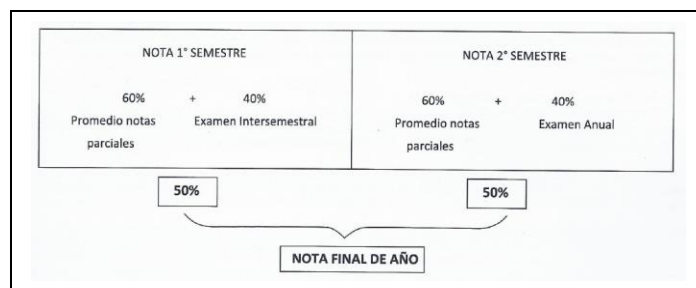 NOTA 1° SEMESTRE
60% + 40%
Promedio notas Examen Intersemestral
parciales
NOTA 2° SEMESTRE
60% + 40%
Promedio notas Examen Anual
parciales
50%
50%
NOTA FINAL DE AÑO